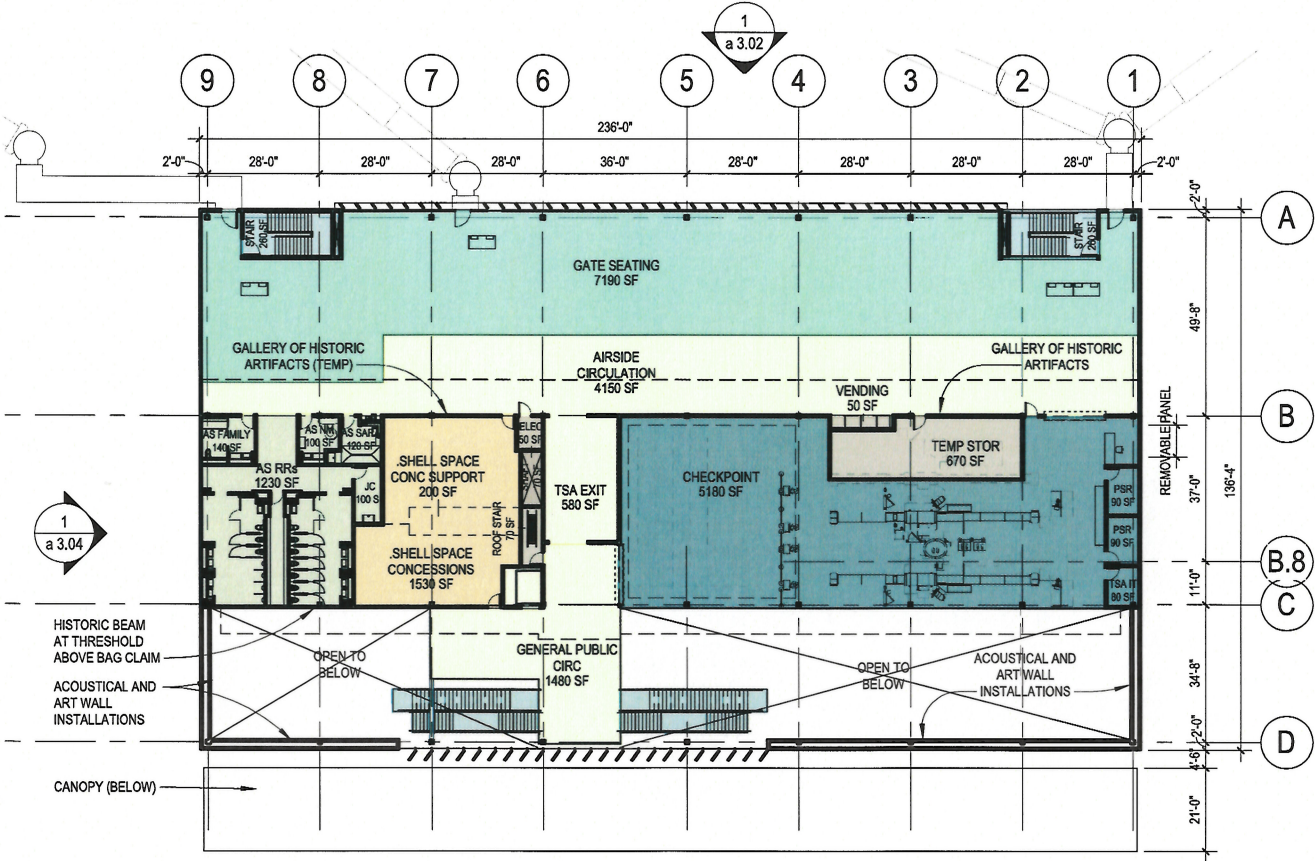 1
a 3.02
9
8
7
6
5
4
3
2
1
236'-0"
2'-0"
28'-0"
28'-0"
28'-0"
36'-0"
28'-0"
28'-0"
28'-0"
28'-0"
2'-0"
2'-0"
A
STAIR
260 SF
STAIR
260 SF
GATE SEATING
7190 SF
49'-8"
GALLERY OF HISTORIC
ARTIFACTS (TEMP)
AIRSIDE
CIRCULATION
4150 SF
GALLERY OF HISTORIC
ARTIFACTS
VENDING
50 SF
B
REMOVABLE PANEL
136'-4"
AS FAMILY
140 SF
AS NM
100 SF
AS SARA
120 SF
ELEC
50 SF
TEMP STOR
670 SF
AS RRs
1230 SF
.SHELL SPACE
CONC SUPPORT
200 SF
JC
100 S
TSA EXIT
580 SF
CHECKPOINT
5180 SF
37'-0"
PSR
90 SF
PSR
90 SF
1
a 3.04
ROOF STAIR
70 SF
.SHELL SPACE
CONCESSIONS
1530 SF
B.8
TSA IT
80 SF
11'-0"
C
HISTORIC BEAM
AT THRESHOLD
ABOVE BAG CLAIM
OPEN TO
BELOW
GENERAL PUBLIC
CIRC
1480 SF
OPEN TO
BELOW
ACOUSTICAL AND
ART WALL
INSTALLATIONS
34'-8"
ACOUSTICAL AND
ART WALL
INSTALLATIONS
2'-0"
D
4'-6"
CANOPY (BELOW)
21'-0"